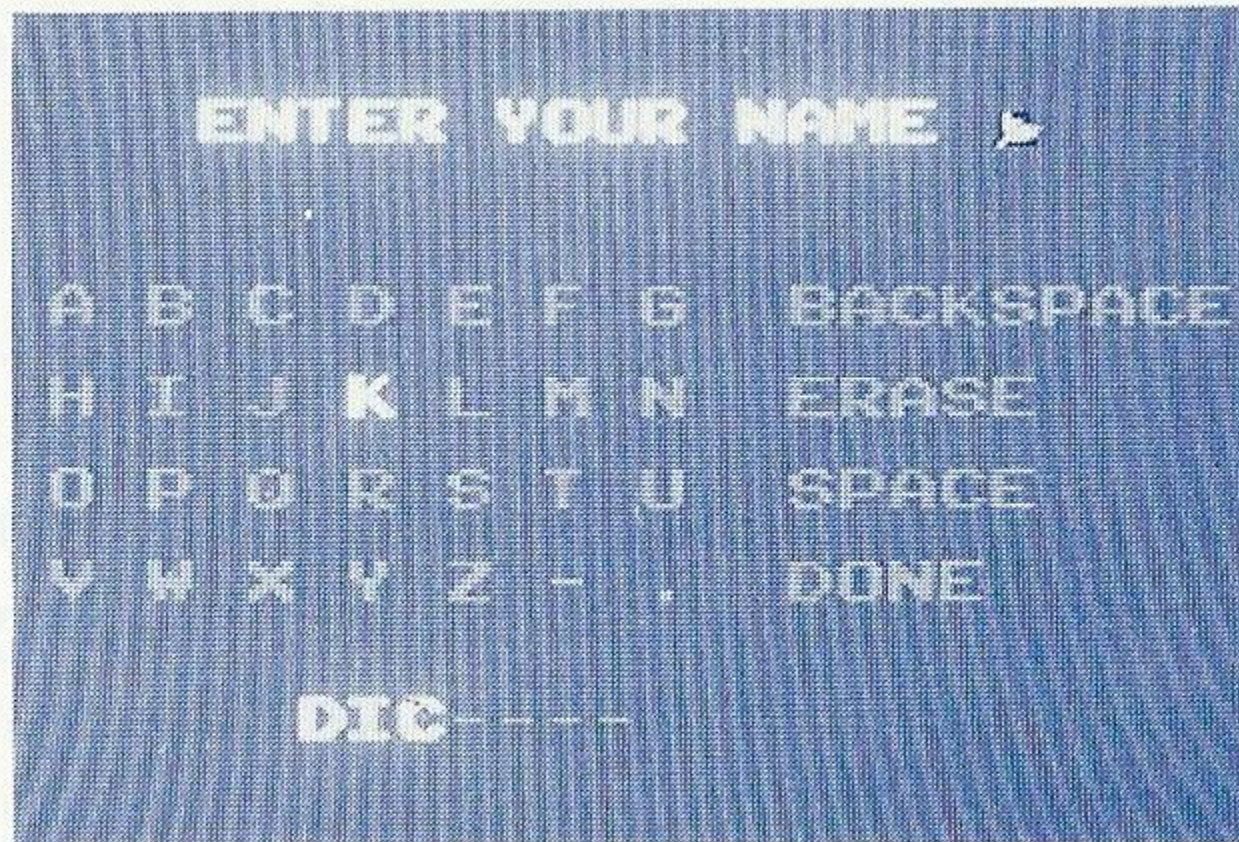 ENTER YOUR NAME
A B C D E F G BACKSPACE
H I J K L M N ERASE
O P Q R S T U SPACE
V W X Y Z - . DONE
DIC----